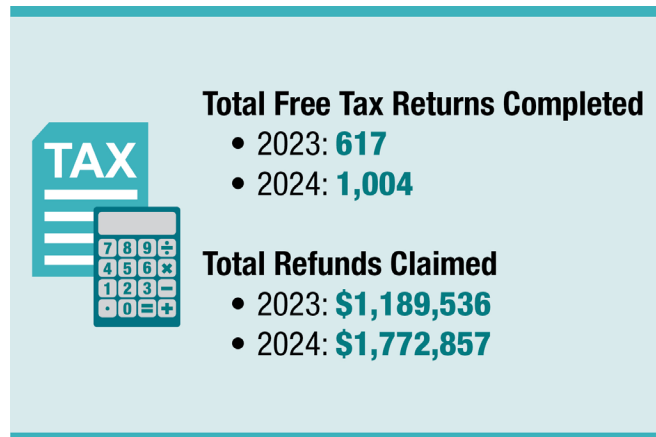 TAX
7 8 9 ÷
4 5 6 ×
1 2 3 −
· 0 = +
Total Free Tax Returns Completed
• 2023: 617
• 2024: 1,004
Total Refunds Claimed
• 2023: $1,189,536
• 2024: $1,772,857